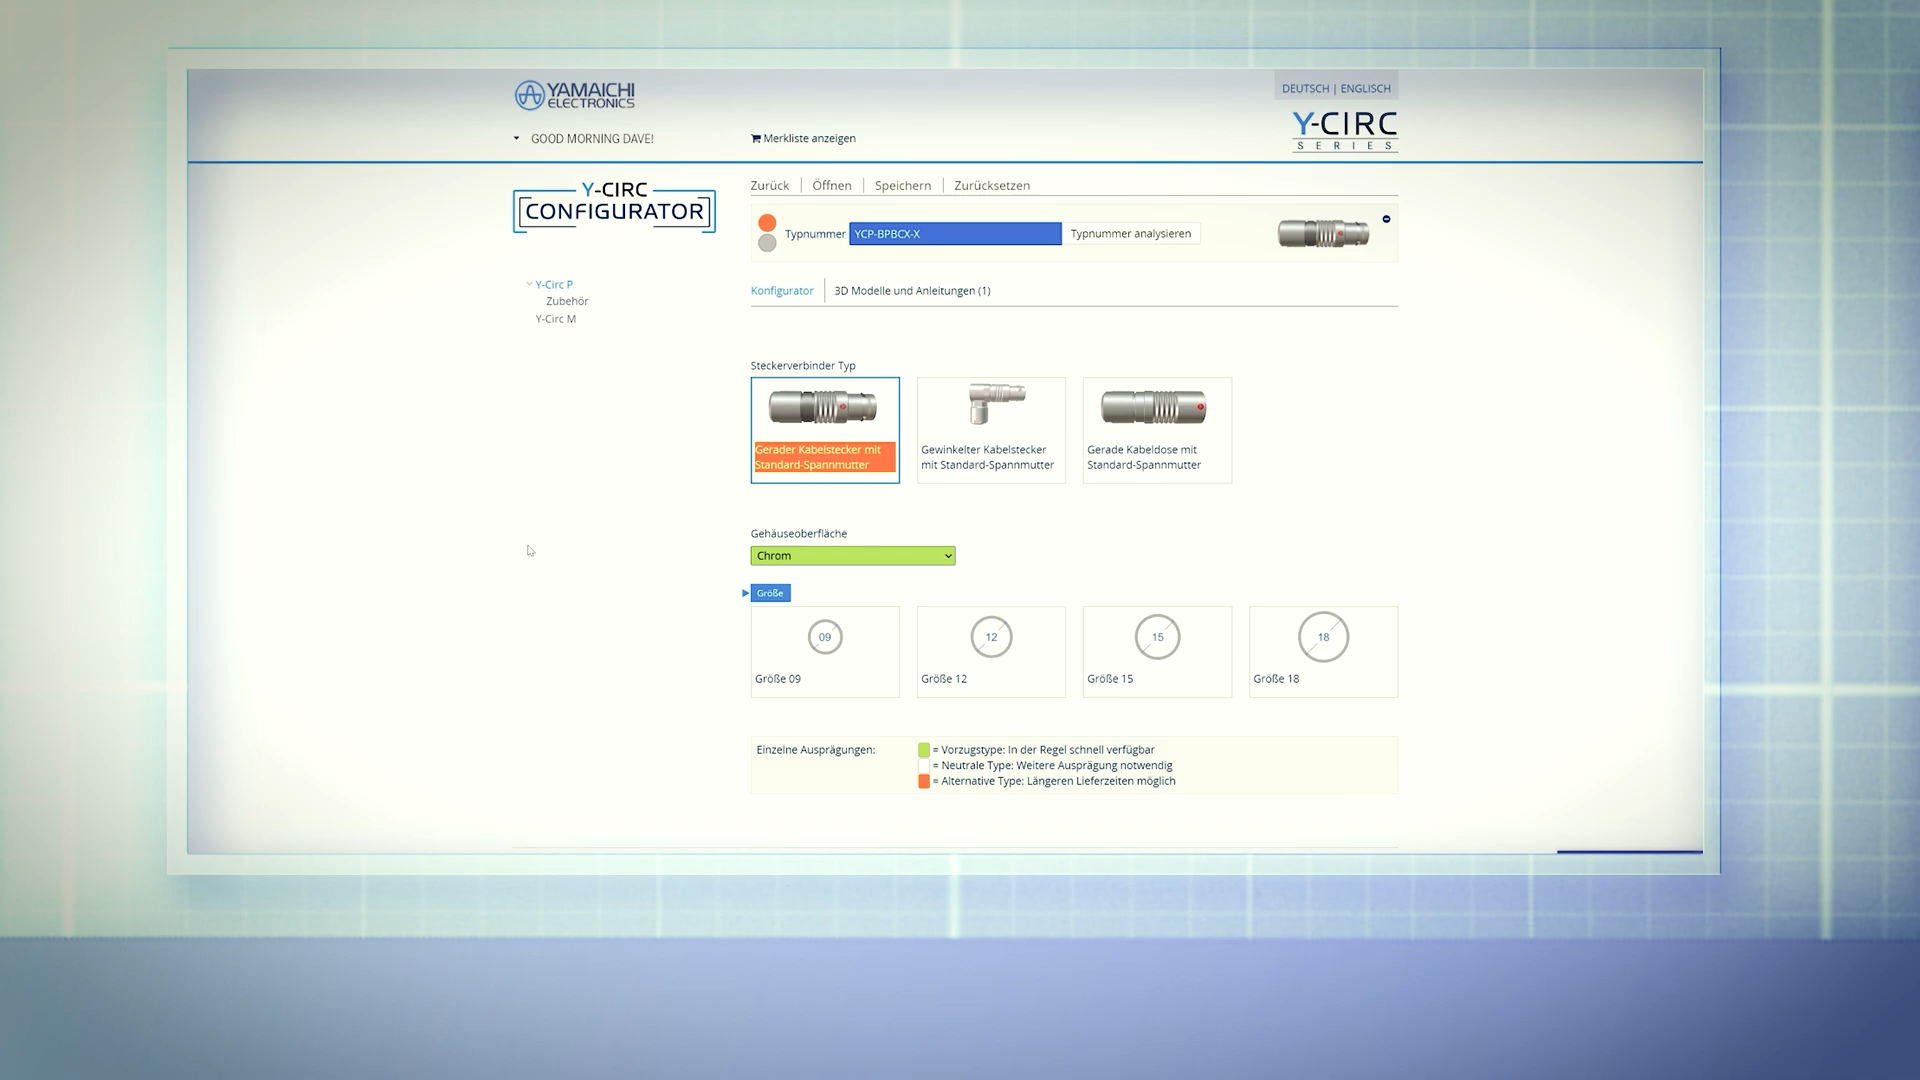 YAMAICHI
ELECTRONICS
DEUTSCH | ENGLISCH
GOOD MORNING DAVE!
Merkliste anzeigen
Y-CIRC
SERIES
Y-CIRC
CONFIGURATOR
Zurück
Öffnen
Speichern
Zurücksetzen
Typnummer
YCP-BPBCX-X
Typnummer analysieren
Y-Circ P
Zubehör
Y-Circ M
Konfigurator
3D Modelle und Anleitungen (1)
Steckerverbinder Typ
Gerader Kabelstecker mit
Standard-Spannmutter
Gewinkelter Kabelstecker
mit Standard-Spannmutter
Gerade Kabeldose mit
Standard-Spannmutter
Gehäuseoberfläche
Chrom
Größe
09
12
15
18
Größe 09
Größe 12
Größe 15
Größe 18
Einzelne Ausprägungen:
= Vorzugstype: In der Regel schnell verfügbar
= Neutrale Type: Weitere Ausprägung notwendig
= Alternative Type: Längeren Lieferzeiten möglich